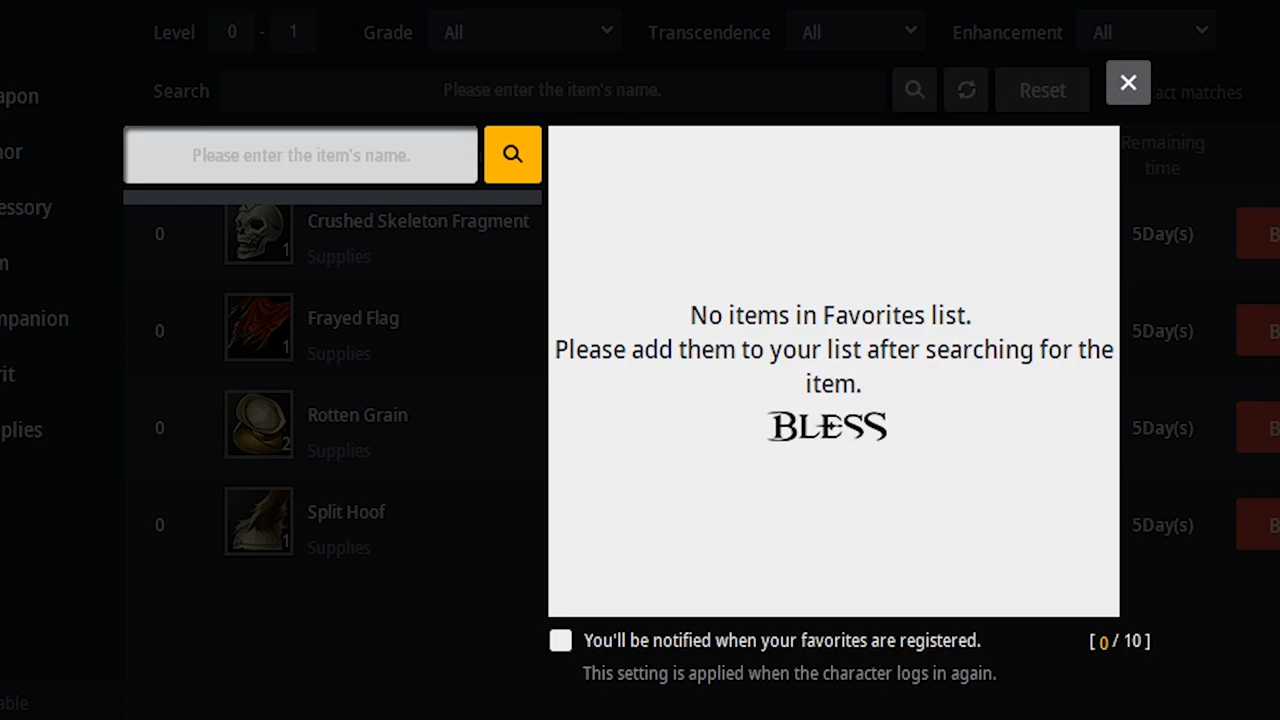 Level 0 - 1 Grade All Transcendence All Enhancement All
Search Please enter the item's name. Reset act matches
apon
Please enter the item's name.
Remaining
time
nor
essory
0 Crushed Skeleton Fragment 5Day(s) B
1 Supplies
m
0 Frayed Flag 5Day(s) B
1 Supplies
npanion
rit
0 Rotten Grain 5Day(s) B
2 Supplies
plies
0 Split Hoof 5Day(s) B
1 Supplies
No items in Favorites list.
Please add them to your list after searching for the
item.
BLESS
You'll be notified when your favorites are registered. [ 0 / 10 ]
This setting is applied when the character logs in again.
able